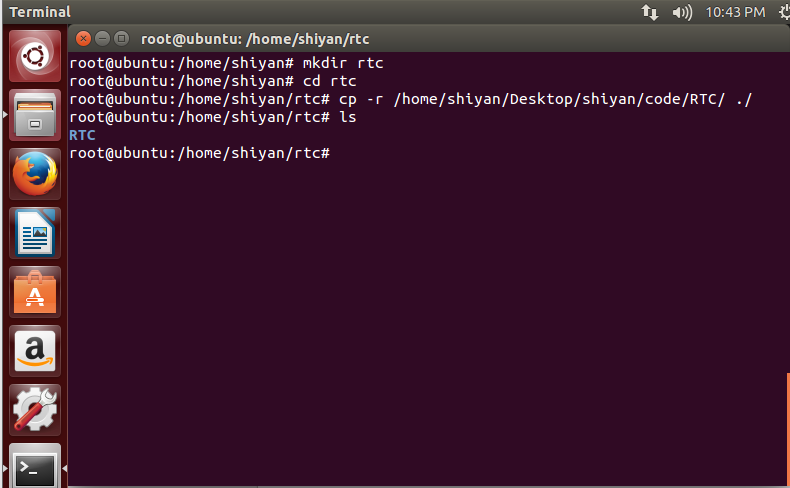 Terminal
10:43 PM
root@ubuntu: /home/shiyan/rtc
root@ubuntu:/home/shiyan# mkdir rtc
root@ubuntu:/home/shiyan# cd rtc
root@ubuntu:/home/shiyan/rtc# cp -r /home/shiyan/Desktop/shiyan/code/RTC/ ./
root@ubuntu:/home/shiyan/rtc# ls
RTC
root@ubuntu:/home/shiyan/rtc#